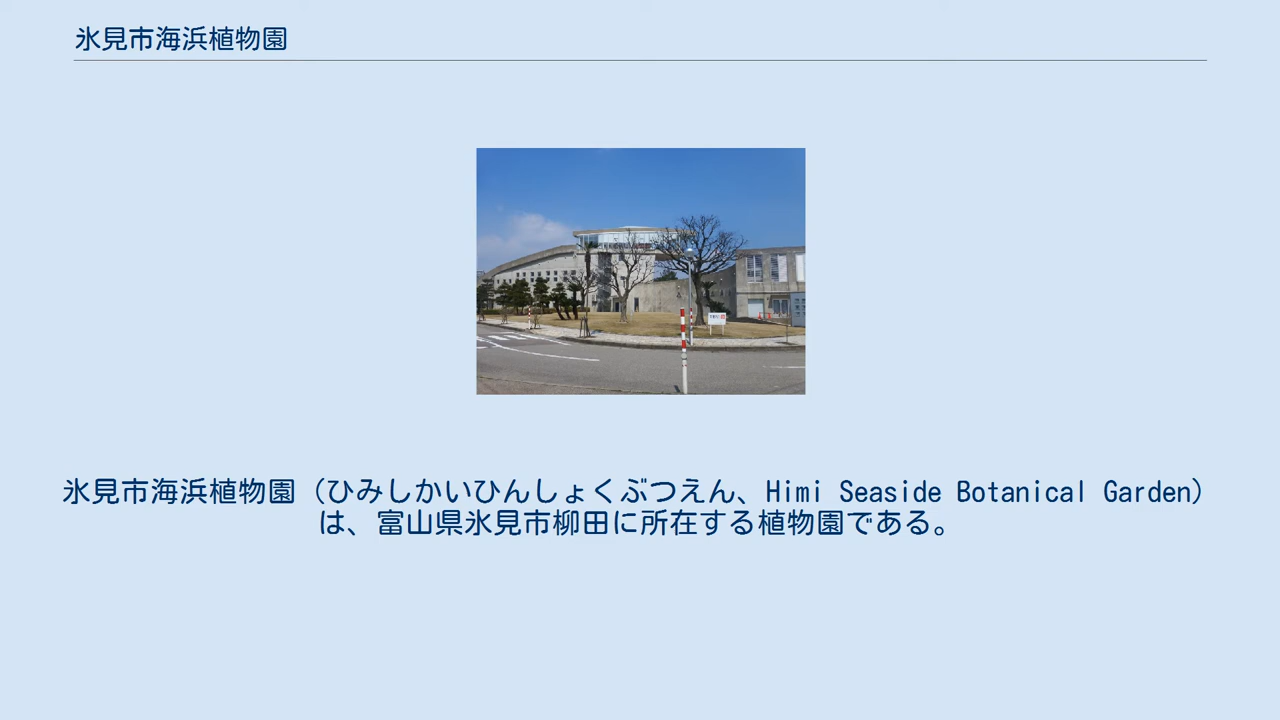 氷見市海浜植物園
氷見市海浜植物園（ひみしかいひんしょくぶつえん、Himi Seaside Botanical Garden）
は、富山県氷見市柳田に所在する植物園である。